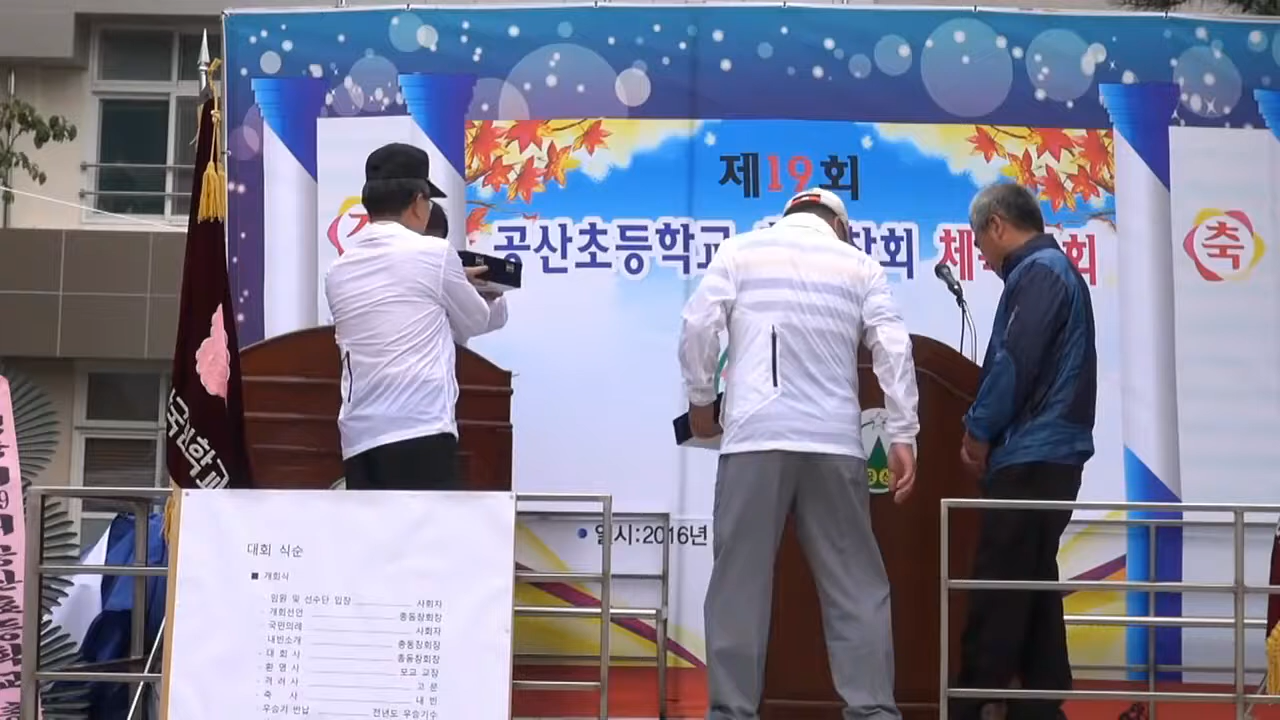 제19회
공산초등학교 창회 체 회
축
일시:2016년
대회 식순
■ 개회식
임원 및 선수단 입장 사회자
개회선언 총동창회장
국민의례 사회자
내빈소개 총동창회장
대 회 사 총동창회장
환 영 사 모교 교장
격 려 사 고 문
축 사 내 빈
우승기 반납 전년도 우승기수